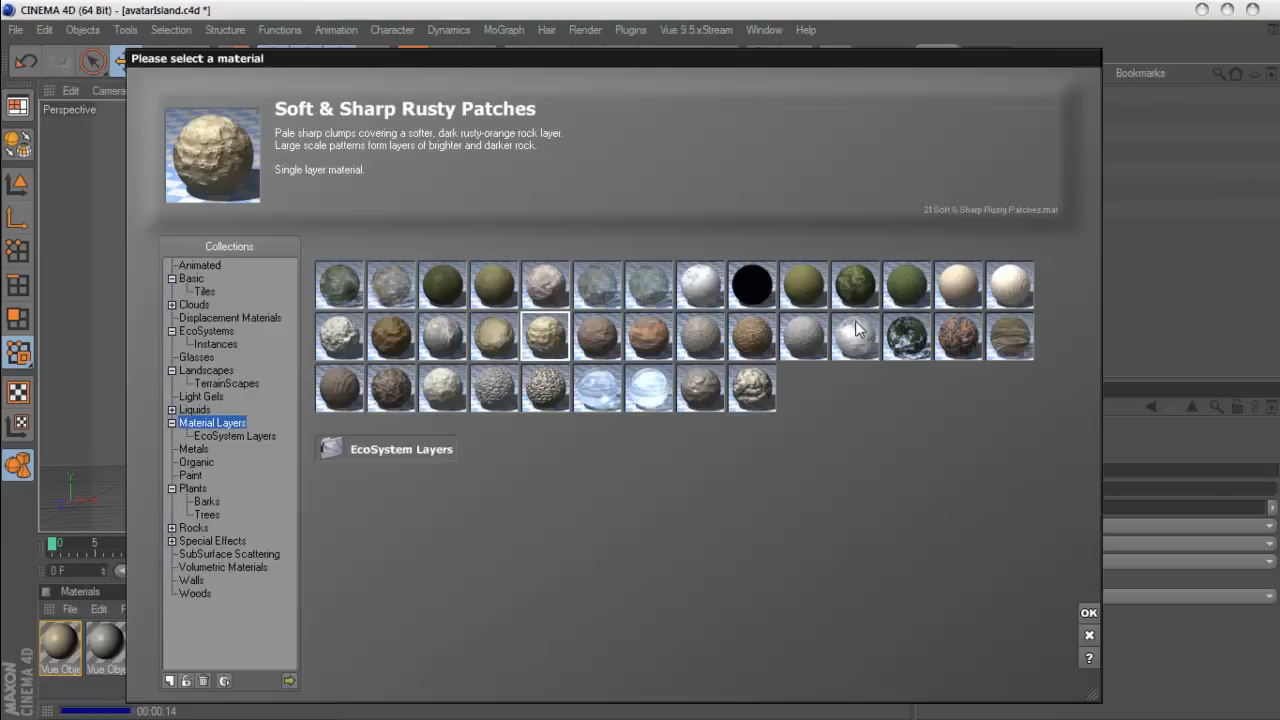 CINEMA 4D (64 Bit) - [avatarIsland.c4d *]
File Edit Objects Tools Selection Structure Functions Animation Character Dynamics MoGraph Hair Render Plugins Vue 9.5 xStream Window Help
Please select a material
Bookmarks
Edit Camera
Perspective
Soft & Sharp Rusty Patches
Pale sharp clumps covering a softer, dark rusty-orange rock layer.
Large scale patterns form layers of brighter and darker rock.
Single layer material.
21 Soft & Sharp Rusty Patches.mat
Collections
Animated
Basic
Tiles
Clouds
Displacement Materials
EcoSystems
Instances
Glasses
Landscapes
TerrainScapes
Light Gels
Liquids
Material Layers
EcoSystem Layers
Metals
Organic
Paint
Plants
Barks
Trees
Rocks
Special Effects
SubSurface Scattering
Volumetric Materials
Walls
Woods
EcoSystem Layers
Y
X
Z
0 5
0 F
Materials
File Edit F
Vue Obje Vue Obje
OK
?
MAXON
CINEMA 4D
00:00.14